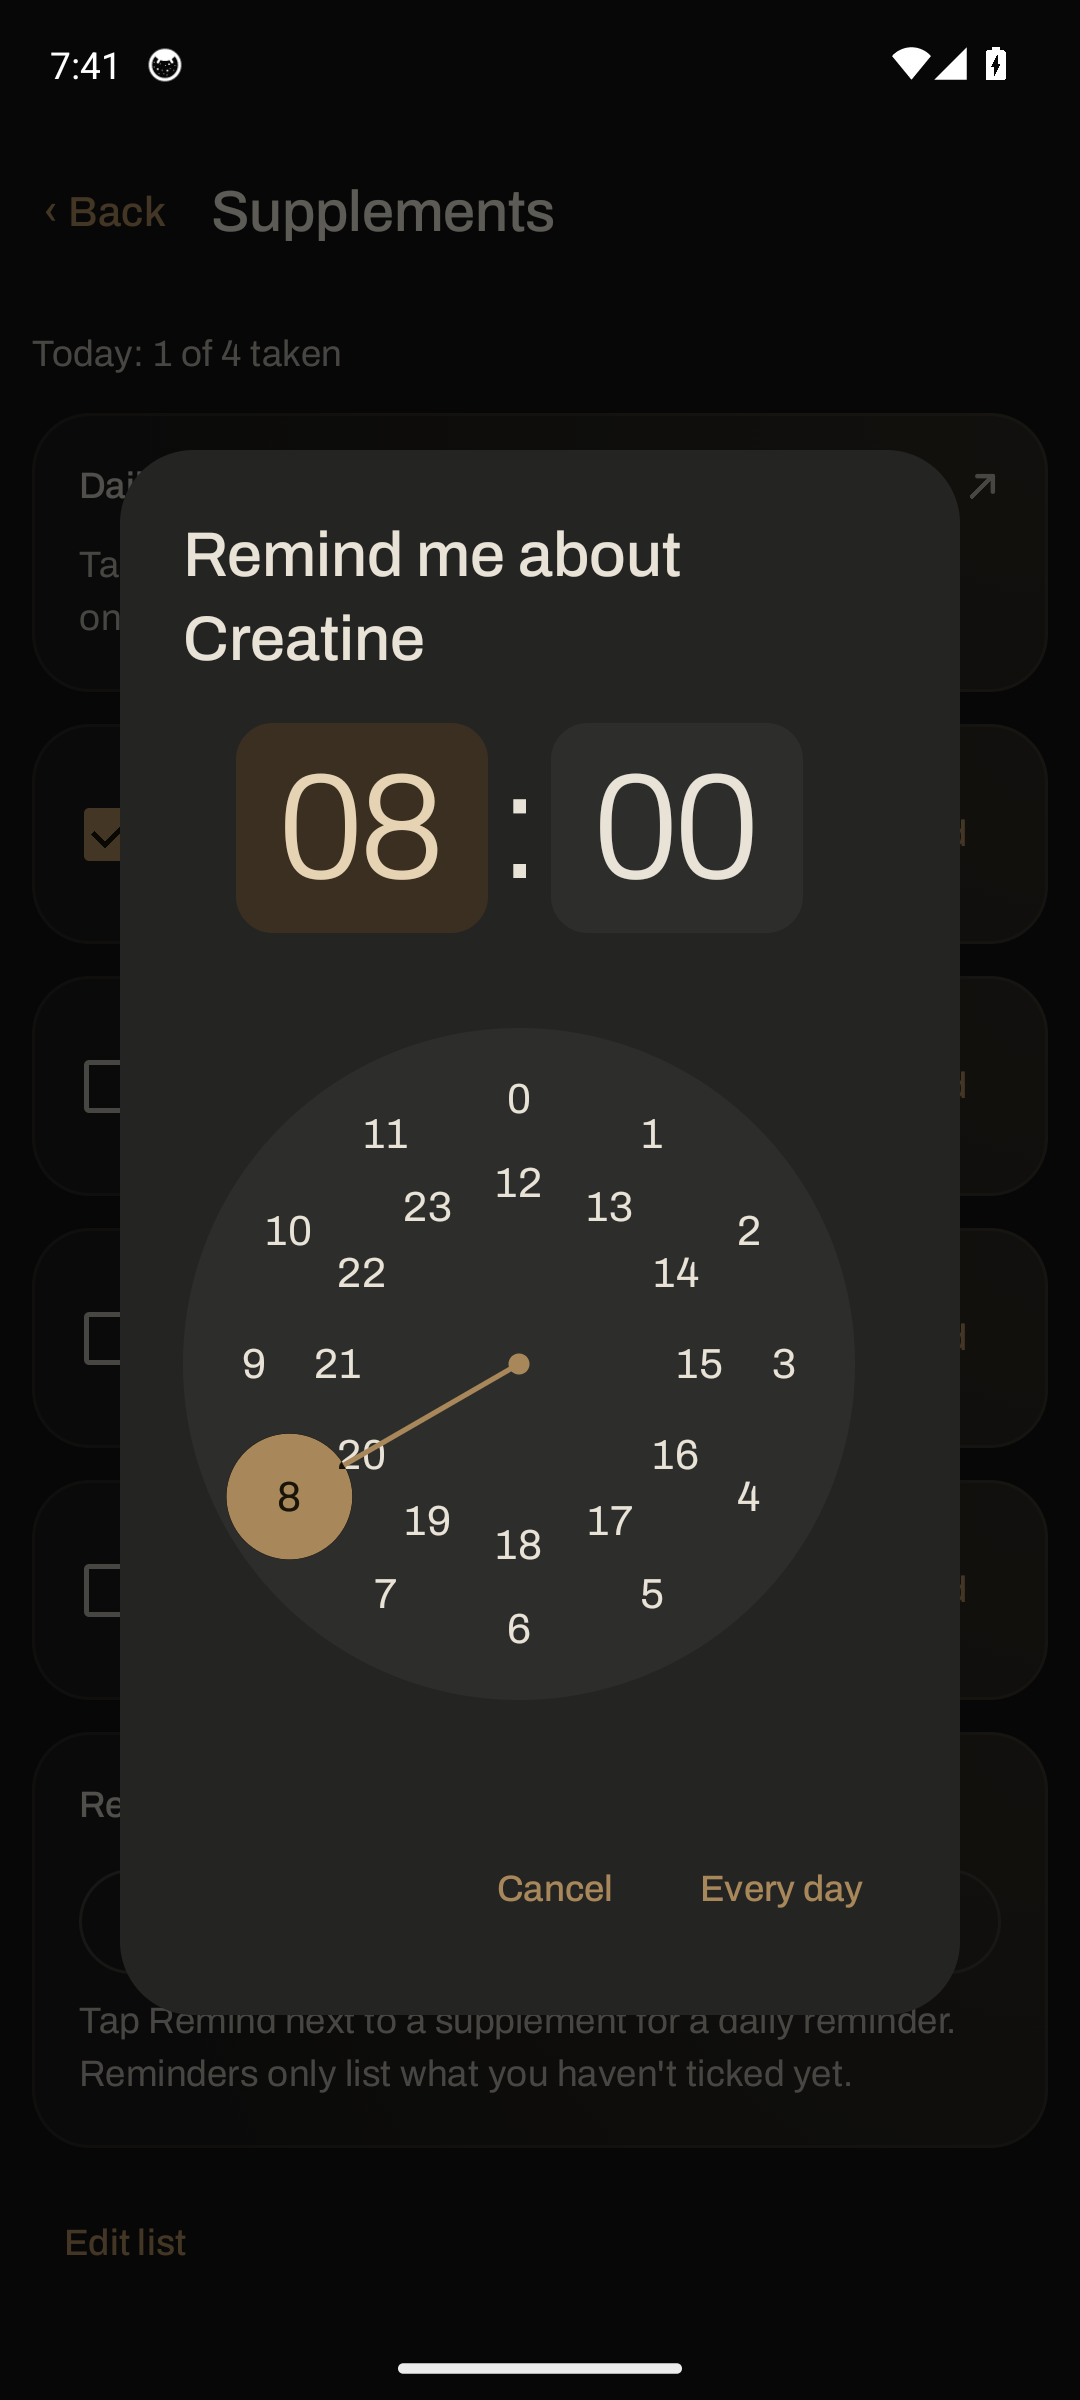 7:41
‹ Back Supplements
Today: 1 of 4 taken
Remind me about
Creatine
08:00
0
11 1
12
23 13
10 2
22 14
9 21 15 3
20 16
8 4
19 17
18
7 5
6
Cancel Every day
Tap Remind next to a supplement for a daily reminder.
Reminders only list what you haven't ticked yet.
Edit list